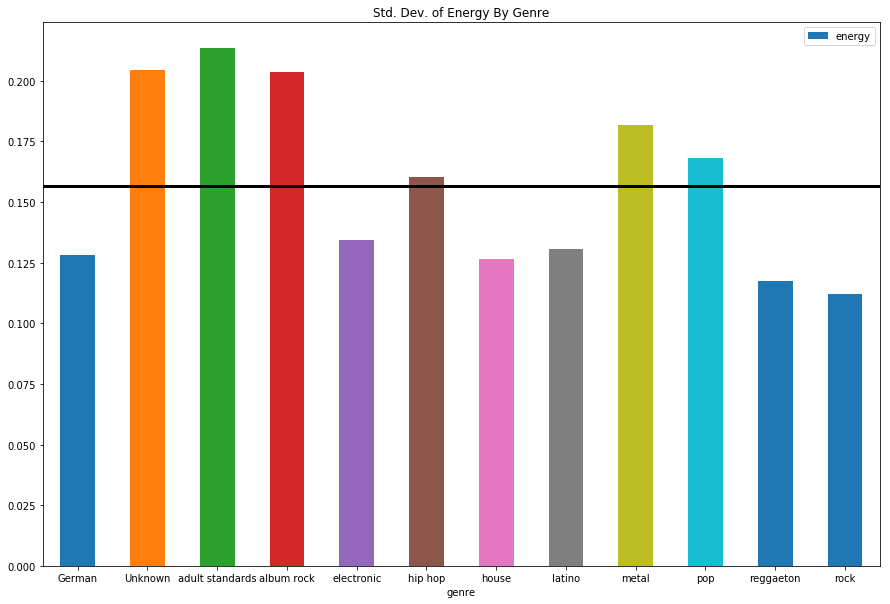 Std. Dev. of Energy By Genre
energy
0.200
0.175
0.150
0.125
0.100
0.075
0.050
0.025
0.000
German Unknown adult standards album rock electronic hip hop house latino metal pop reggaeton rock
genre